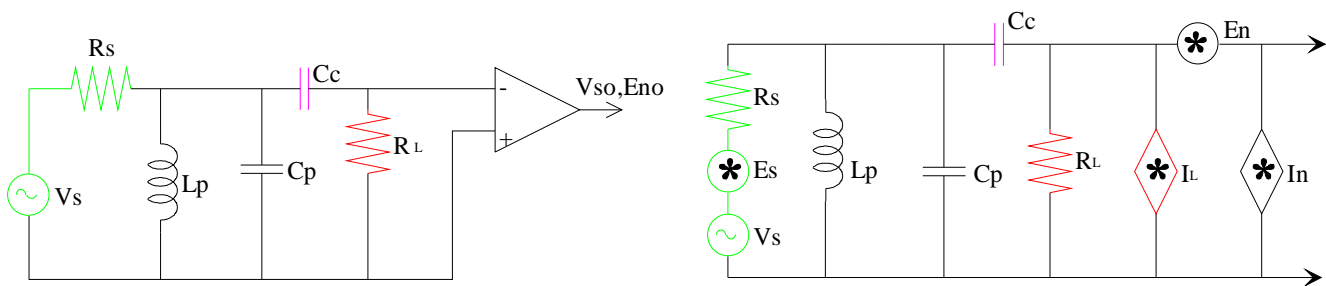 Rs
Cc
-
+
Vso,Eno
RL
Cp
Lp
Vs
Cc
En
Rs
Es
Vs
Lp
Cp
RL
IL
In